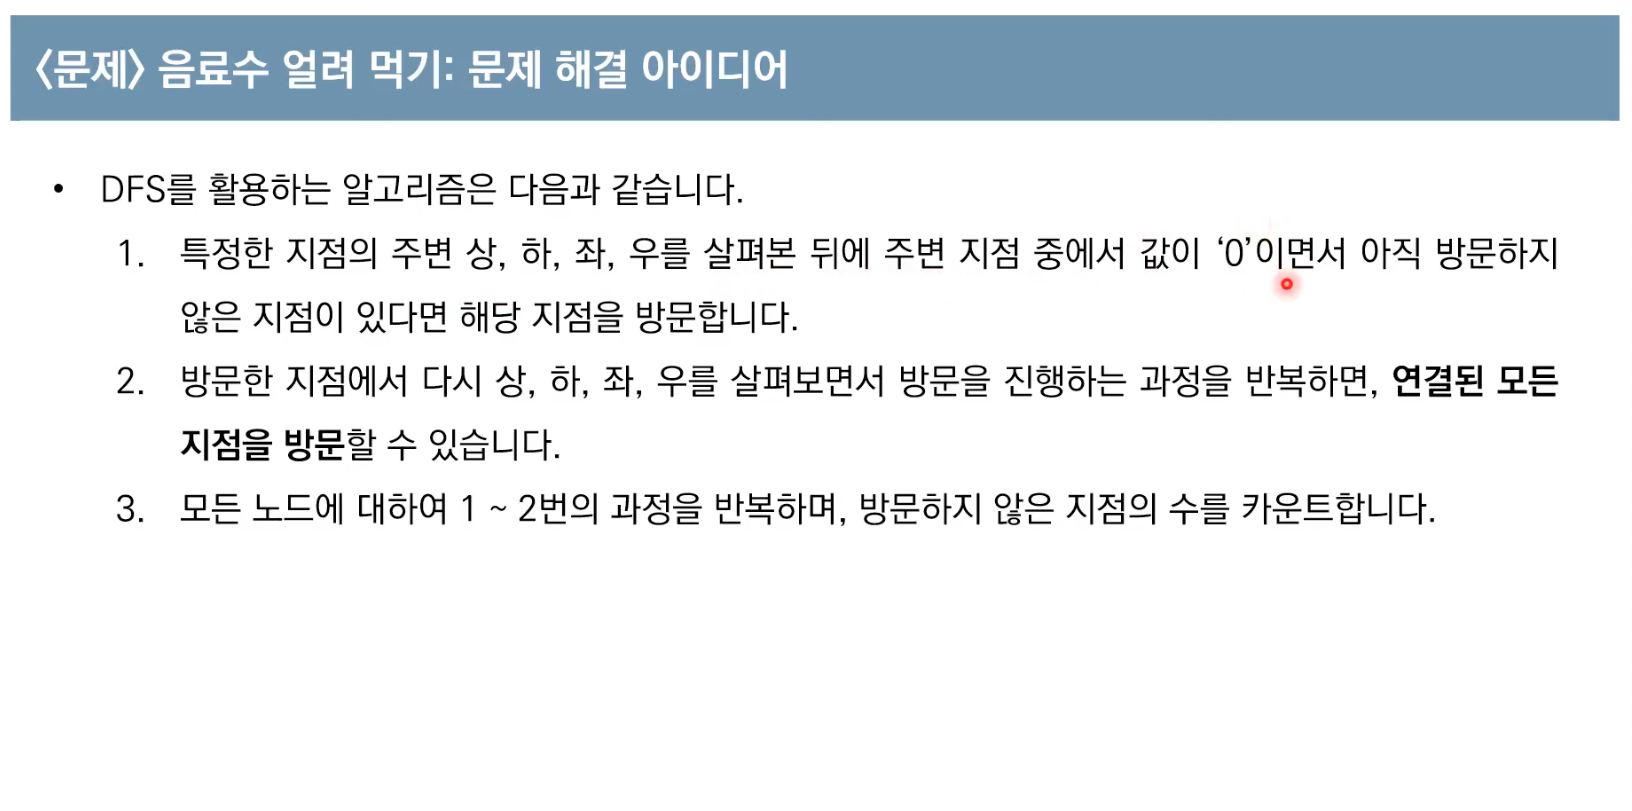 <문제> 음료수 얼려 먹기: 문제 해결 아이디어
• DFS를 활용하는 알고리즘은 다음과 같습니다.
1. 특정한 지점의 주변 상, 하, 좌, 우를 살펴본 뒤에 주변 지점 중에서 값이 ‘0’이면서 아직 방문하지
않은 지점이 있다면 해당 지점을 방문합니다.
2. 방문한 지점에서 다시 상, 하, 좌, 우를 살펴보면서 방문을 진행하는 과정을 반복하면, 연결된 모든
지점을 방문할 수 있습니다.
3. 모든 노드에 대하여 1 ~ 2번의 과정을 반복하며, 방문하지 않은 지점의 수를 카운트합니다.